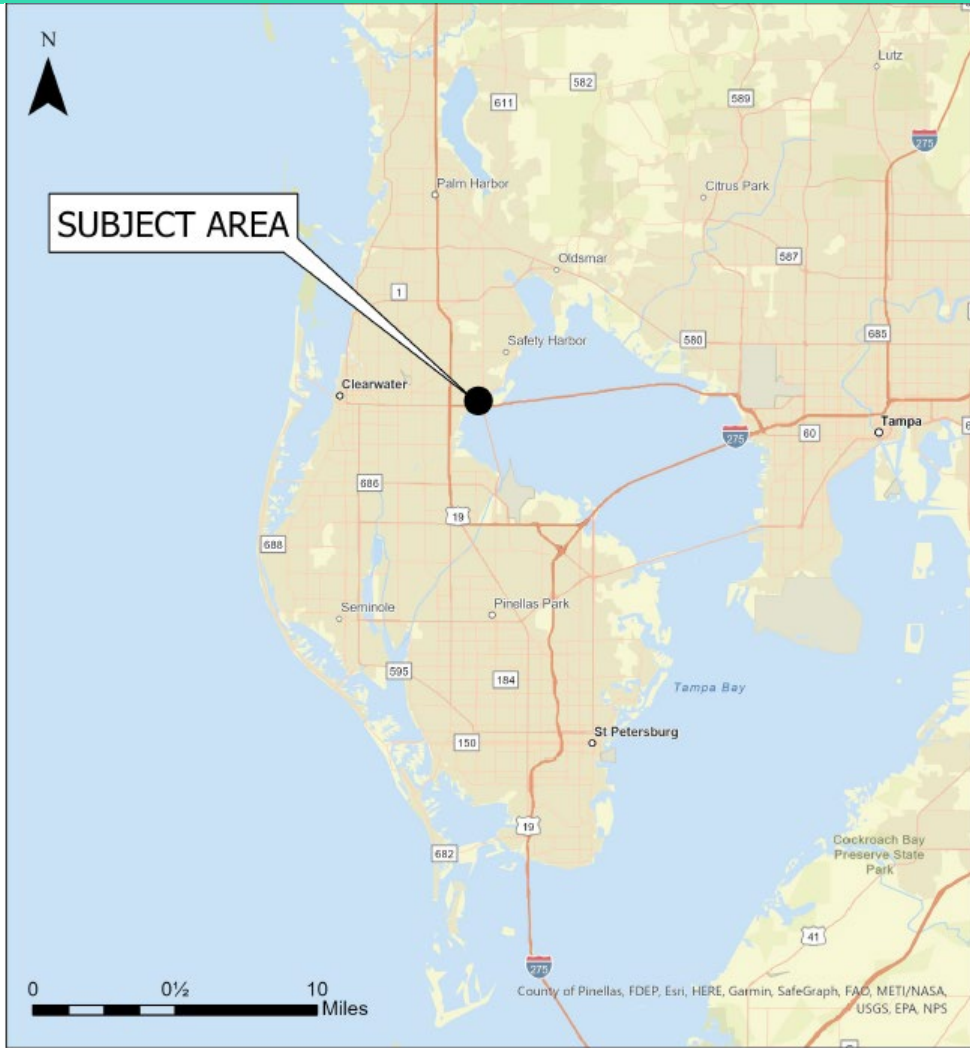 N
Lutz
582
611
589
275
Palm Harbor
Citrus Park
SUBJECT AREA
587
Oldsmar
1
685
580
Safety Harbor
Clearwater
Tampa
60
275
686
19
688
Pinellas Park
Seminole
595
184
Tampa Bay
St Petersburg
150
19
682
Cockroach Bay
Preserve State
Park
41
275
0 0½ 10
Miles
County of Pinellas, FDEP, Esri, HERE, Garmin, SafeGraph, FAO, METI/NASA,
USGS, EPA, NPS